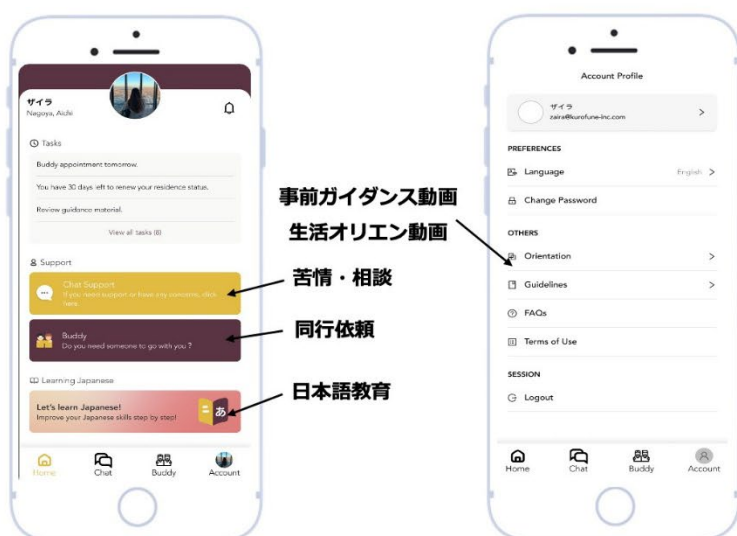 ザイラ
Nagoya, Aichi
Tasks
Buddy appointment tomorrow.
You have 30 days left to renew your residence status.
Review guidance material.
View all tasks (8)
Support
Chat Support
If you need support or have any concerns, click
here.
Buddy
Do you need someone to go with you ?
Learning Japanese
Let's learn Japanese!
Improve your Japanese skills step by step!
あ
Home
Chat
Buddy
Account
事前ガイダンス動画
生活オリエン動画
苦情・相談
同行依頼
日本語教育
Account Profile
ザイラ
zaira@kurofune-inc.com
PREFERENCES
Language
English
Change Password
OTHERS
Orientation
Guidelines
FAQs
Terms of Use
SESSION
Logout
Home
Chat
Buddy
Account